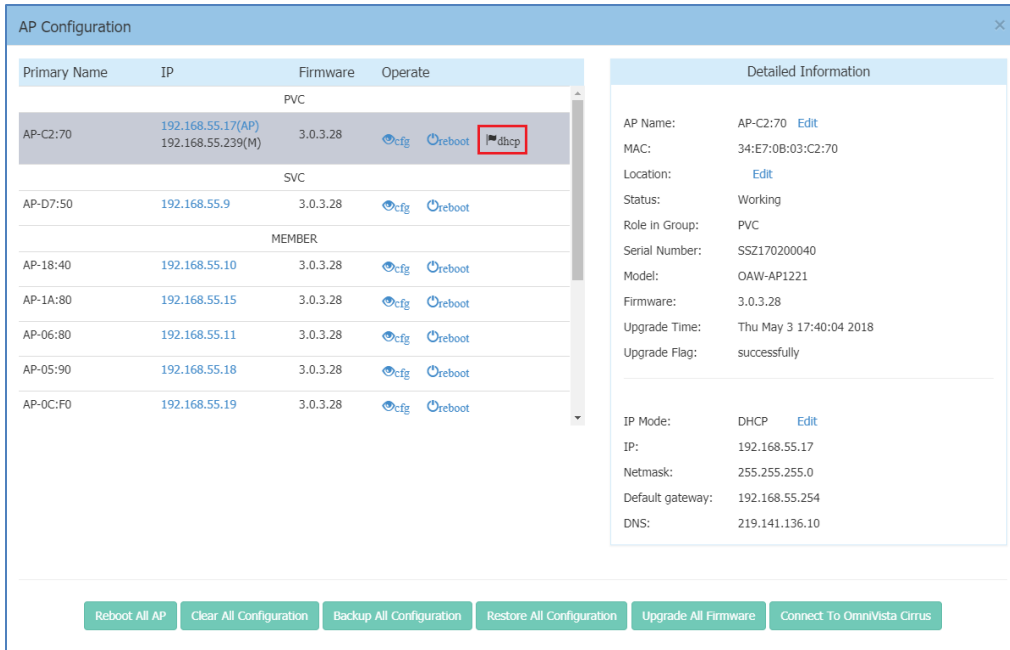 AP Configuration
Primary Name IP Firmware Operate
PVC
AP-C2:70 192.168.55.17(AP) 192.168.55.239(M) 3.0.3.28 cfg reboot dhcp
SVC
AP-D7:50 192.168.55.9 3.0.3.28 cfg reboot
MEMBER
AP-18:40 192.168.55.10 3.0.3.28 cfg reboot
AP-1A:80 192.168.55.15 3.0.3.28 cfg reboot
AP-06:80 192.168.55.11 3.0.3.28 cfg reboot
AP-05:90 192.168.55.18 3.0.3.28 cfg reboot
AP-0C:F0 192.168.55.19 3.0.3.28 cfg reboot
Detailed Information
AP Name: AP-C2:70 Edit
MAC: 34:E7:0B:03:C2:70
Location: Edit
Status: Working
Role in Group: PVC
Serial Number: SSZ170200040
Model: OAW-AP1221
Firmware: 3.0.3.28
Upgrade Time: Thu May 3 17:40:04 2018
Upgrade Flag: successfully
IP Mode: DHCP Edit
IP: 192.168.55.17
Netmask: 255.255.255.0
Default gateway: 192.168.55.254
DNS: 219.141.136.10
Reboot All AP Clear All Configuration Backup All Configuration Restore All Configuration Upgrade All Firmware Connect To OmniVista Cirrus